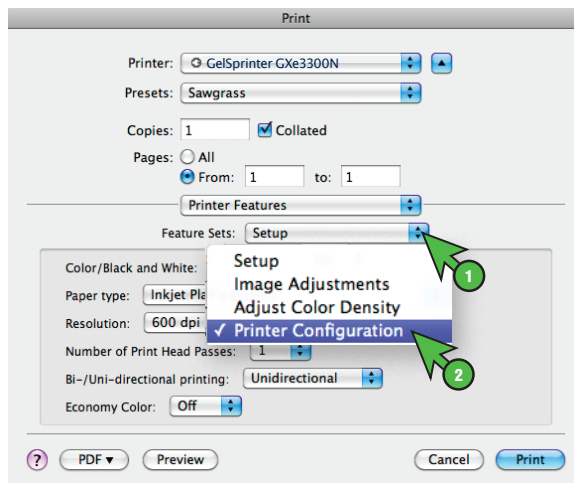 Print
Printer: GelSprinter GXe3300N
Presets: Sawgrass
Copies: 1 Collated
Pages: All
From: 1 to: 1
Printer Features
Feature Sets: Setup
1
Setup
Image Adjustments
Adjust Color Density
✓ Printer Configuration
2
Color/Black and White:
Paper type: Inkjet Pla
Resolution: 600 dpi
Number of Print Head Passes: 1
Bi-/Uni-directional printing: Unidirectional
Economy Color: Off
? PDF ▾ Preview Cancel Print